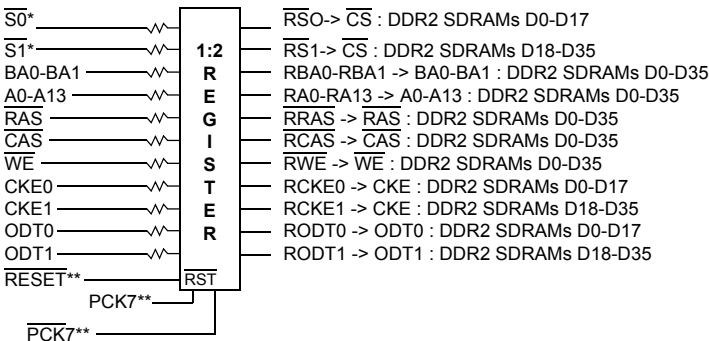 S0* RSO-> CS : DDR2 SDRAMs D0-D17
S1* 1:2 RS1-> CS : DDR2 SDRAMs D18-D35
BA0-BA1 R RBA0-RBA1 -> BA0-BA1 : DDR2 SDRAMs D0-D35
A0-A13 E RA0-RA13 -> A0-A13 : DDR2 SDRAMs D0-D35
RAS G RRAS -> RAS : DDR2 SDRAMs D0-D35
CAS I RCAS -> CAS : DDR2 SDRAMs D0-D35
WE S RWE -> WE : DDR2 SDRAMs D0-D35
CKE0 T RCKE0 -> CKE : DDR2 SDRAMs D0-D17
CKE1 E RCKE1 -> CKE : DDR2 SDRAMs D18-D35
ODT0 R RODT0 -> ODT0 : DDR2 SDRAMs D0-D17
ODT1 RODT1 -> ODT1 : DDR2 SDRAMs D18-D35
RESET** RST
PCK7**
PCK7**